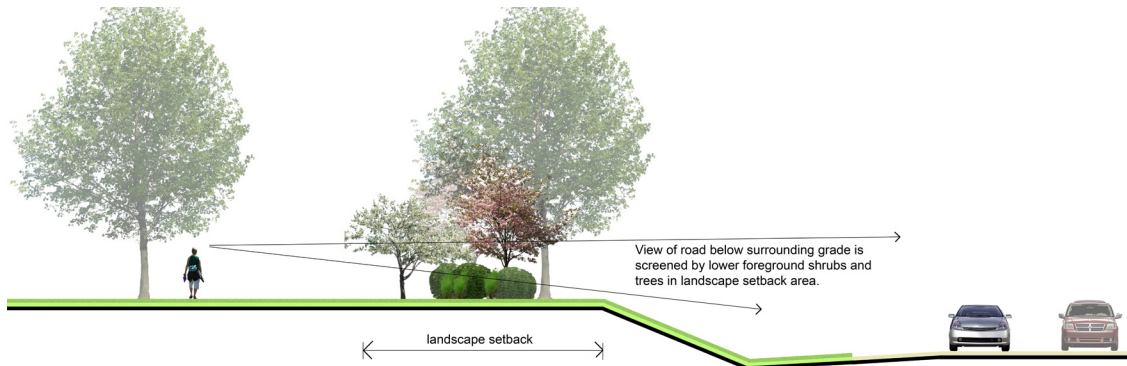 View of road below surrounding grade is
screened by lower foreground shrubs and
trees in landscape setback area.
landscape setback